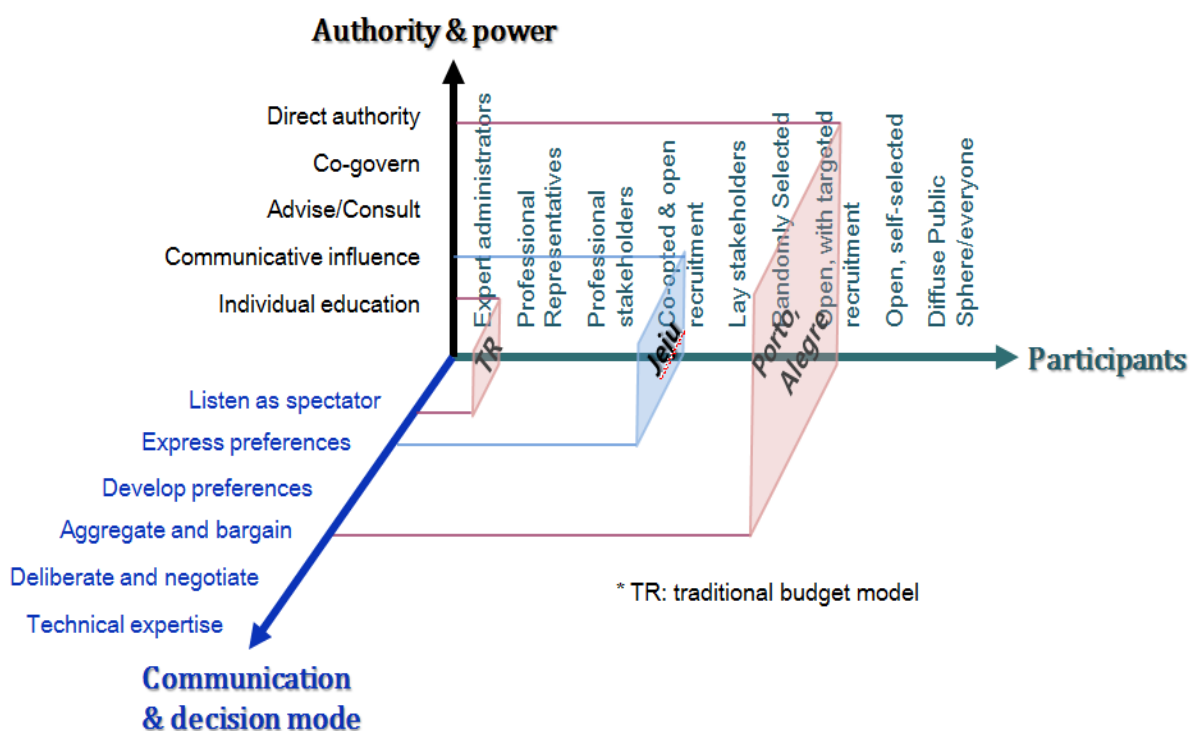 Authority & power
Direct authority
Co-govern
Advise/Consult
Communicative influence
Individual education
Expert administrators
Professional
Representatives
Professional
stakeholders
Co-opted & open
recruitment
Lay stakeholders
Randomly Selected
Open, with targeted
recruitment
Open, self-selected
Diffuse Public
Sphere/everyone
TR
Jeju
Porto,
Alegre
Participants
Listen as spectator
Express preferences
Develop preferences
Aggregate and bargain
Deliberate and negotiate
Technical expertise
* TR: traditional budget model
Communication
& decision mode